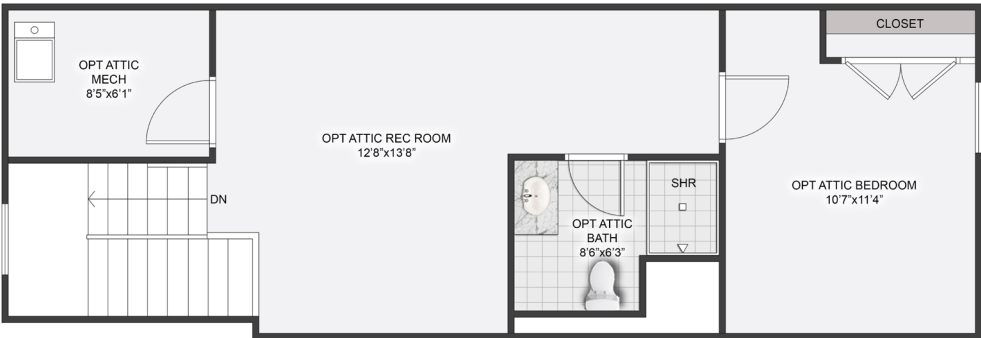 CLOSET
OPT ATTIC
MECH
8'5"x6'1"
OPT ATTIC REC ROOM
12'8"x13'8"
SHR
OPT ATTIC BEDROOM
10'7"x11'4"
DN
OPT ATTIC
BATH
8'6"x6'3"